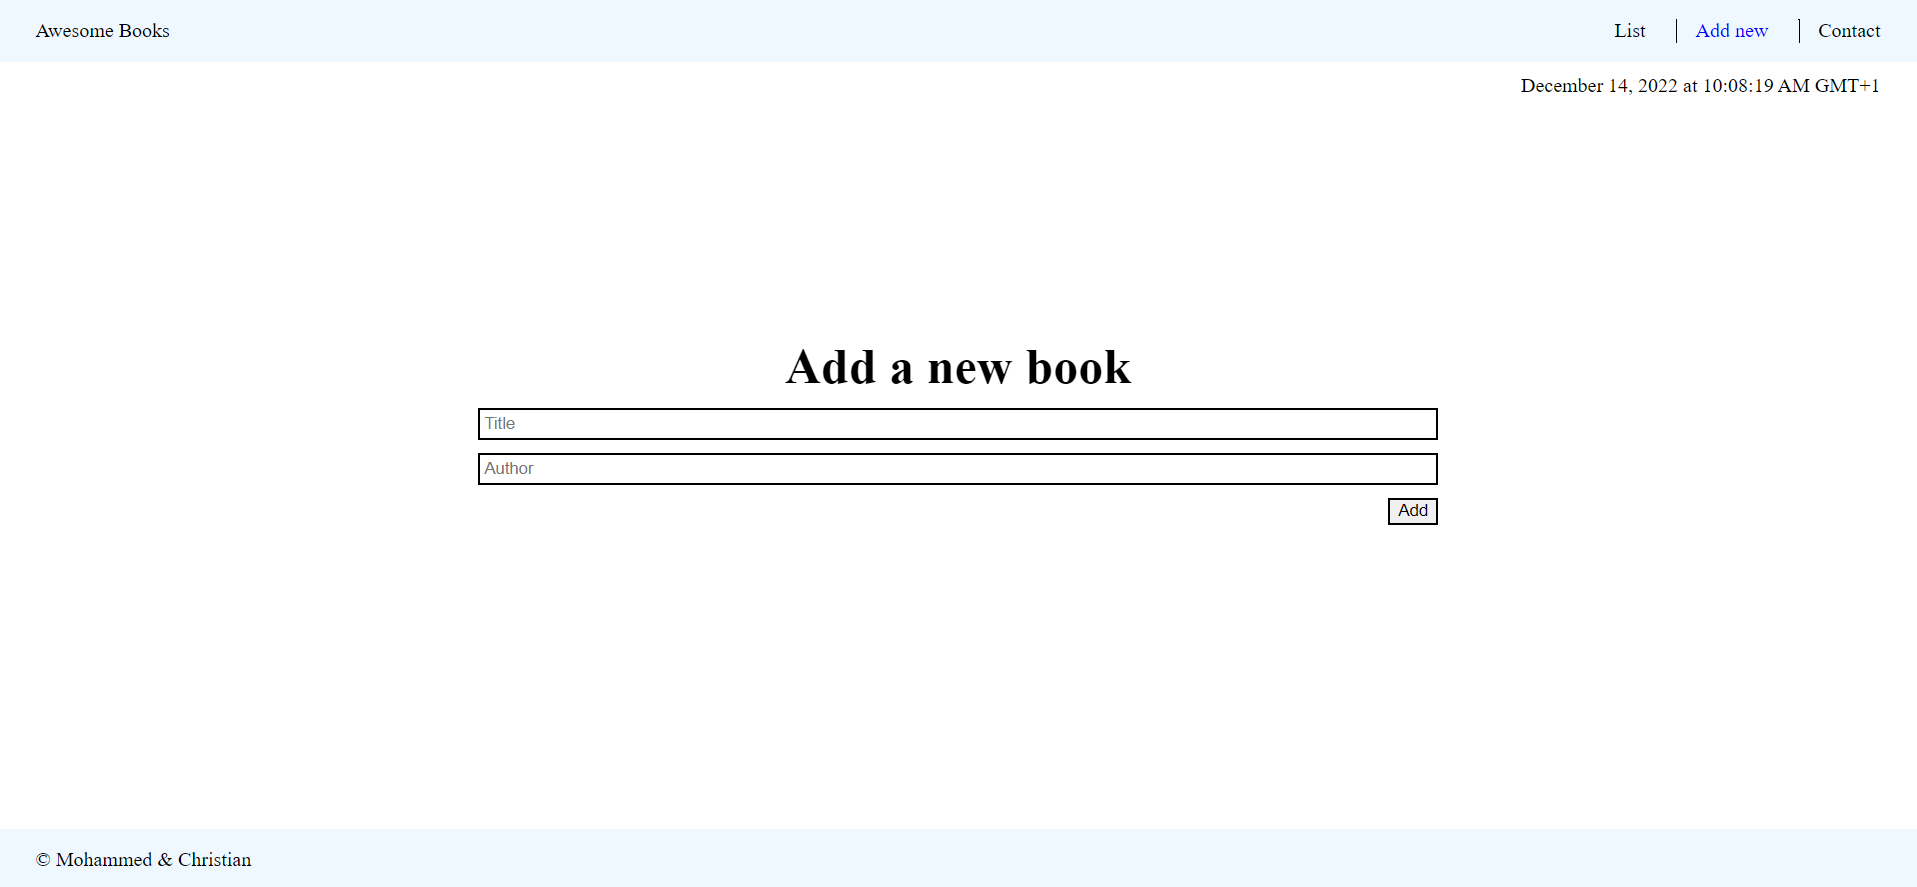 Awesome Books
List
Add new
Contact
December 14, 2022 at 10:08:19 AM GMT+1
Add a new book
Title
Author
Add
© Mohammed & Christian